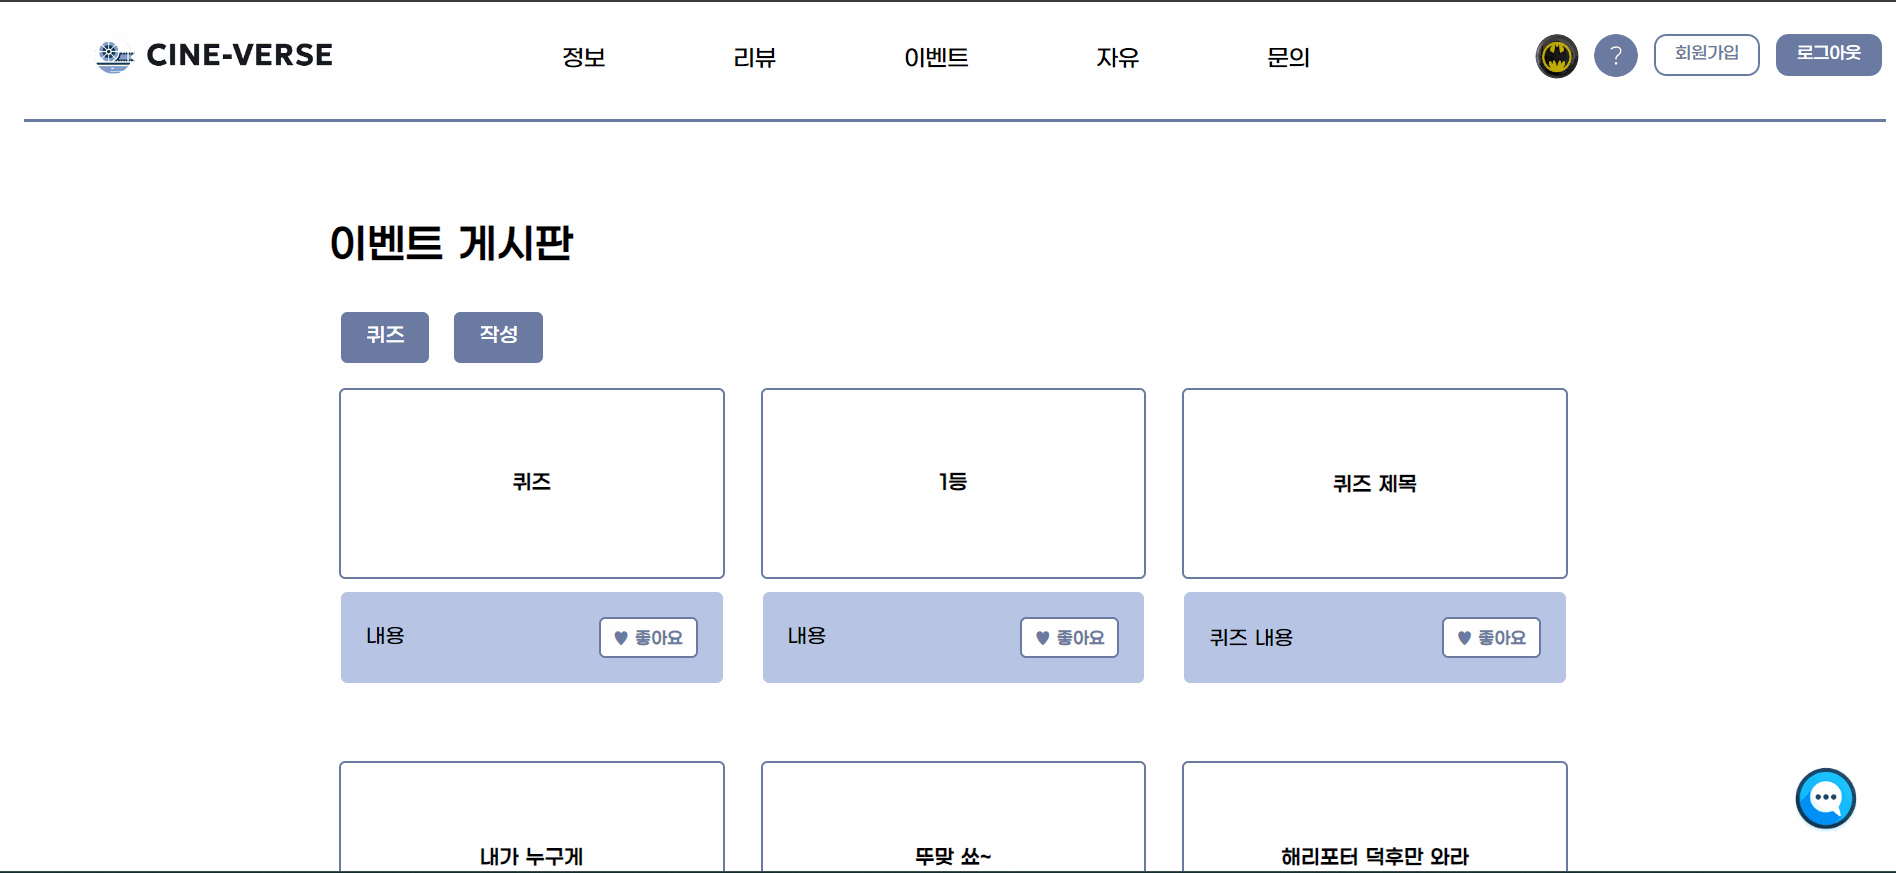 CINE-VERSE 정보 리뷰 이벤트 자유 문의 ? 회원가입 로그아웃
이벤트 게시판
퀴즈 작성
퀴즈 1등 퀴즈 제목
내용 ♥ 좋아요 내용 ♥ 좋아요 퀴즈 내용 ♥ 좋아요
내가 누구게 뚜맞 쑈~ 해리포터 덕후만 와라